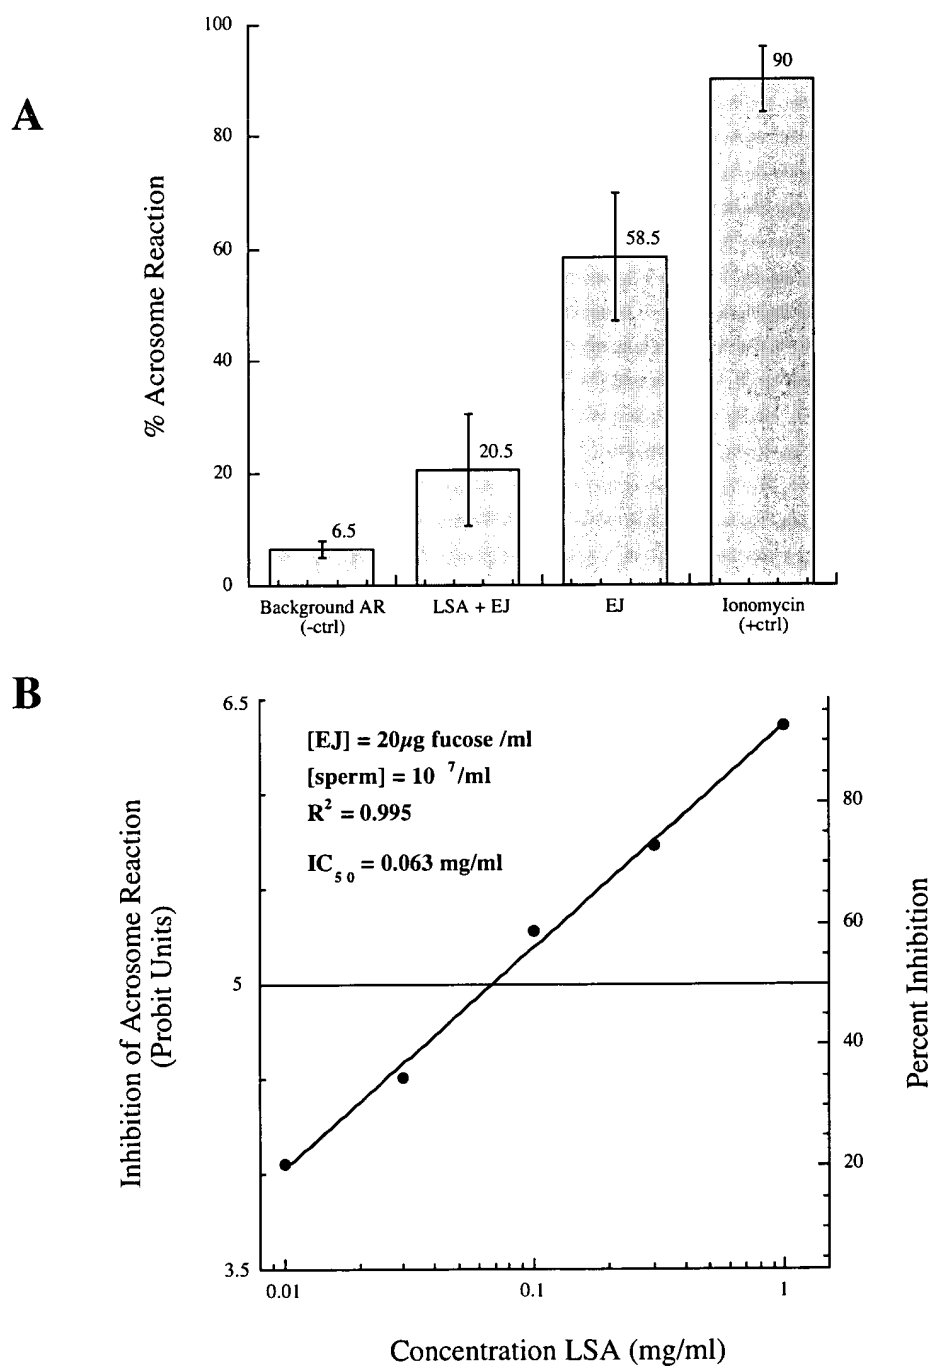 A
% Acrosome Reaction
100
80
60
40
20
0
6.5
20.5
58.5
90
Background AR
(-ctrl)
LSA + EJ
EJ
Ionomycin
(+ctrl)
B
Inhibition of Acrosome Reaction
(Probit Units)
6.5
5
3.5
[EJ] = 20µg fucose /ml
[sperm] = 10 ⁷/ml
R² = 0.995
IC₅₀ = 0.063 mg/ml
80
60
40
20
Percent Inhibition
0.01
0.1
1
Concentration LSA (mg/ml)